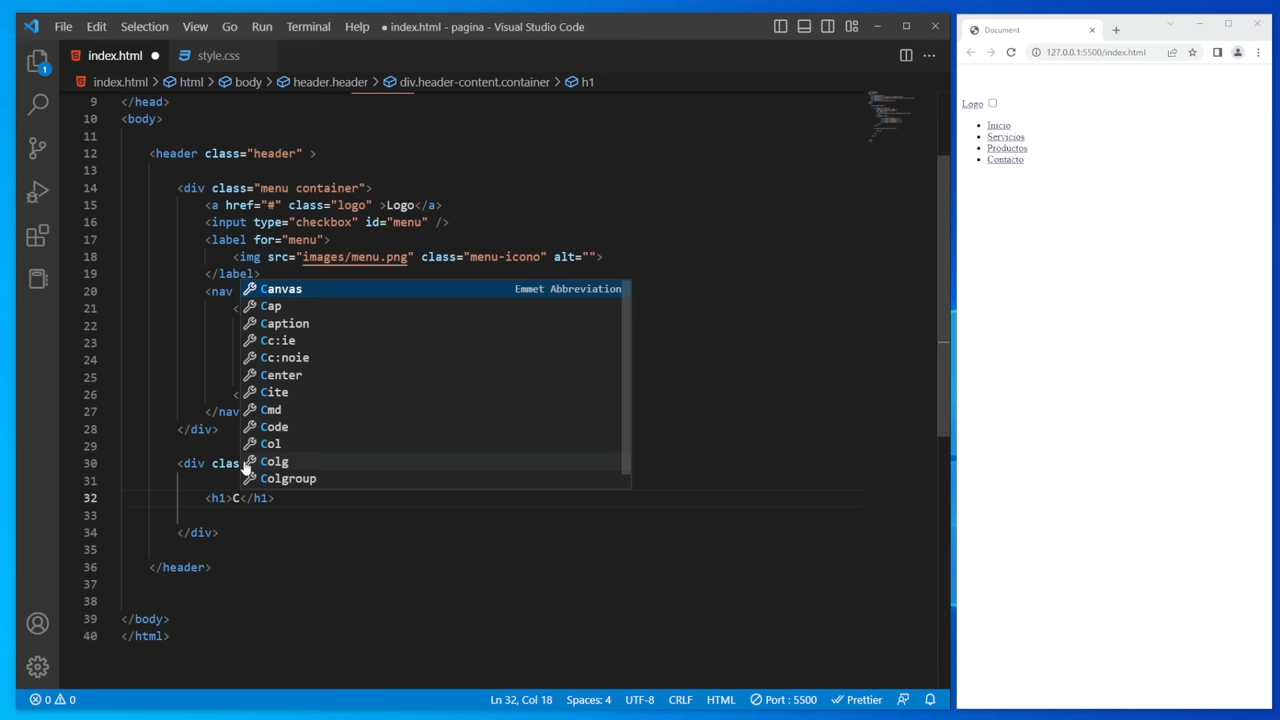 File Edit Selection View Go Run Terminal Help ● index.html - pagina - Visual Studio Code
index.html ● style.css
index.html > html > body > header.header > div.header-content.container > h1
9 </head>
10 <body>
11
12 <header class="header" >
13
14 <div class="menu container">
15 <a href="#" class="logo" >Logo</a>
16 <input type="checkbox" id="menu" />
17 <label for="menu">
18 <img src="images/menu.png" class="menu-icono" alt="">
19 </label>
20 <nav
21 <
22
23
24
25
26 <
27 </nav
28 </div>
29
30 <div clas
31
32 <h1>C</h1>
33
34 </div>
35
36 </header>
37
38
39 </body>
40 </html>
Canvas Emmet Abbreviation
Cap
Caption
Cc:ie
Cc:noie
Center
Cite
Cmd
Code
Col
Colg
Colgroup
1
0 0 Ln 32, Col 18 Spaces: 4 UTF-8 CRLF HTML Port : 5500 Prettier
Document
127.0.0.1:5500/index.html
Logo
Inicio
Servicios
Productos
Contacto